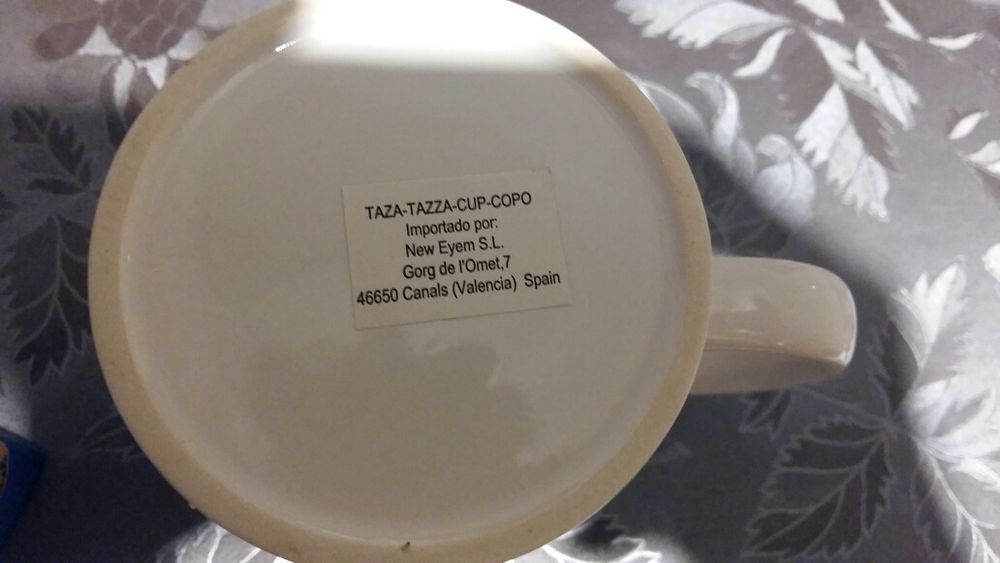 TAZA-TAZZA-CUP-COPO
Importado por:
New Eyem S.L.
Gorg de l'Omet,7
46650 Canals (Valencia) Spain